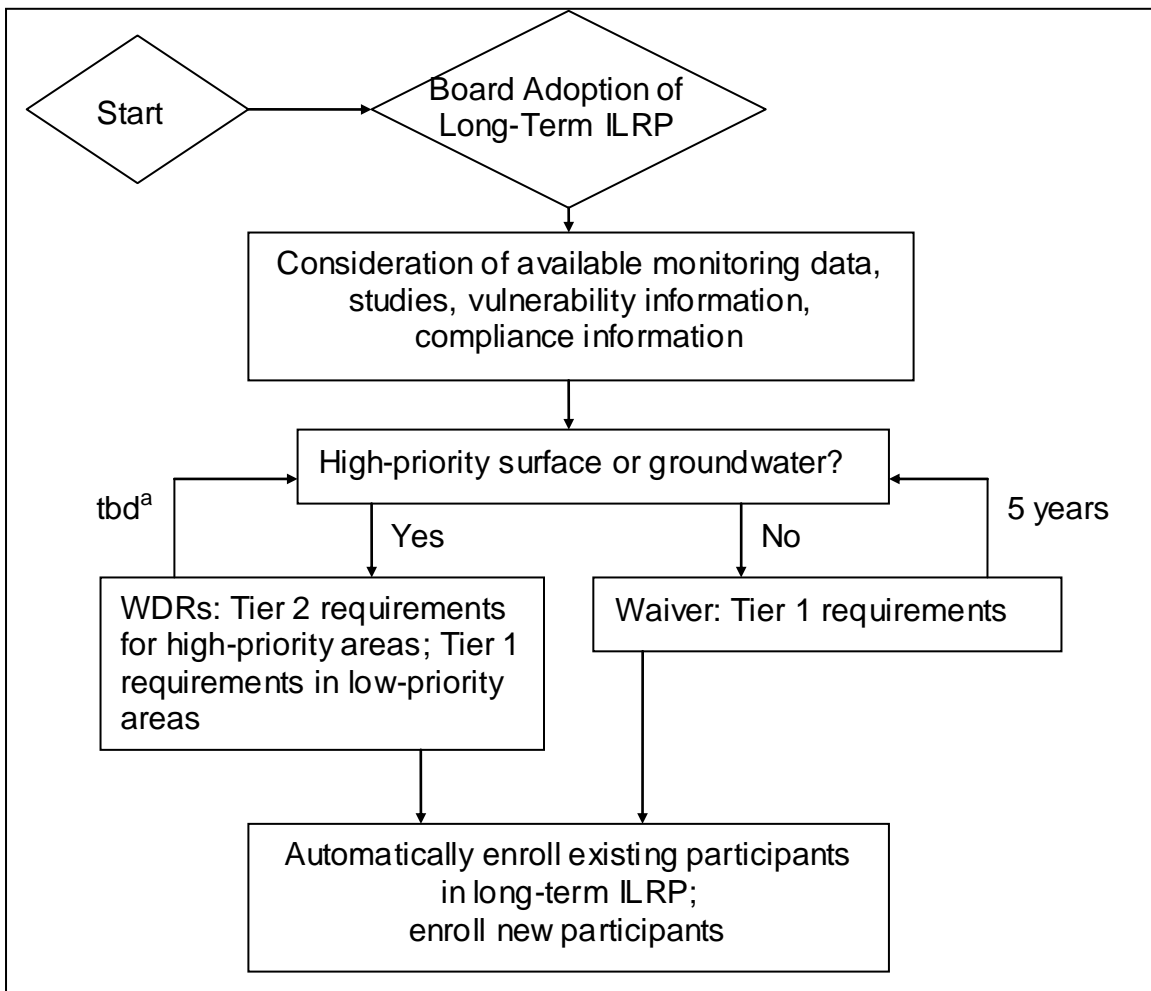 Start
Board Adoption of
Long-Term ILRP
Consideration of available monitoring data,
studies, vulnerability information,
compliance information
High-priority surface or groundwater?
tbdᵃ
Yes
No
5 years
WDRs: Tier 2 requirements
for high-priority areas; Tier 1
requirements in low-priority
areas
Waiver: Tier 1 requirements
Automatically enroll existing participants
in long-term ILRP;
enroll new participants